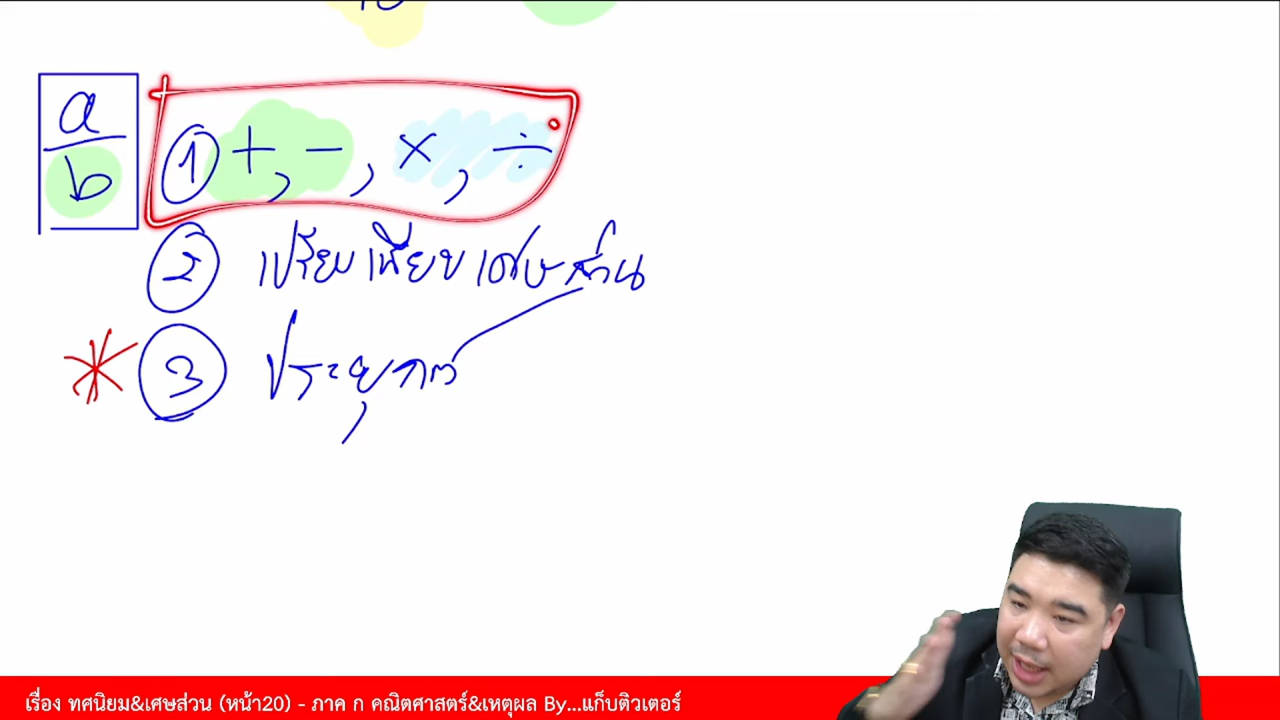 a
b
① +, -, ×, ÷
② เปรียบเทียบเศษส่วน
* ③ ประยุกต์
เรื่อง ทศนิยม&เศษส่วน (หน้า20) - ภาค ก คณิตศาสตร์&เหตุผล By...แก็บติวเตอร์